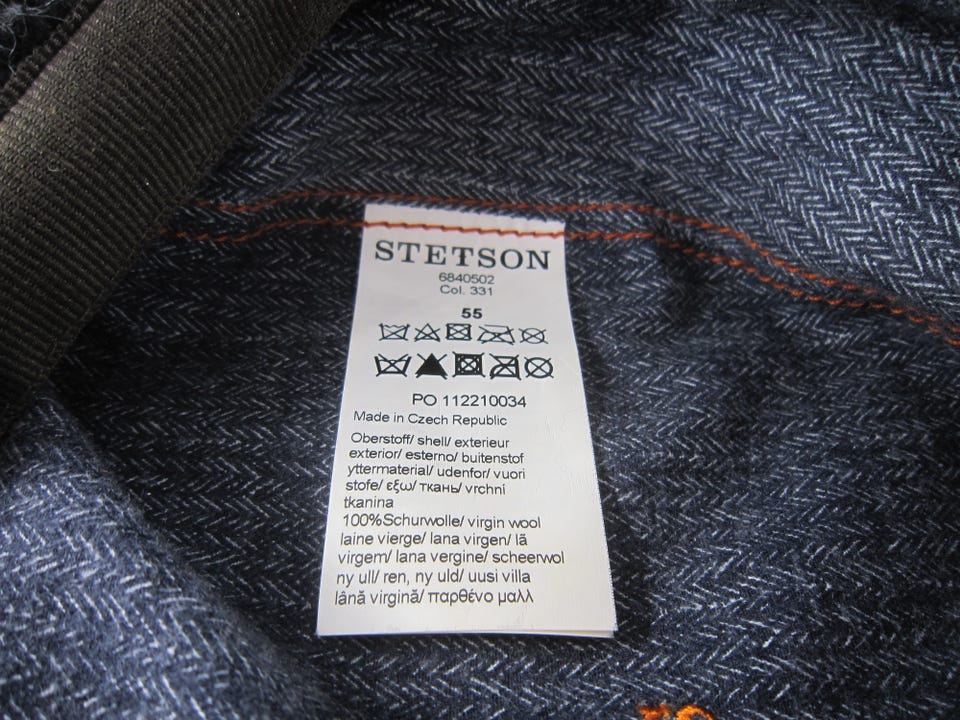 STETSON
6840502
Col. 331
55
PO 112210034
Made in Czech Republic
Oberstoff/ shell/ exterieur
exterior/ esterno/ buitenstof
yttermaterial/ udenfor/ vuori
stofe/ εξω/ ткань/ vrchní
tkanina
100%Schurwolle/ virgin wool
laine vierge/ lana virgen/ lã
virgem/ lana vergine/ scheerwol
ny ull/ ren, ny uld/ uusi villa
lână virgină/ παρθένο μαλλ